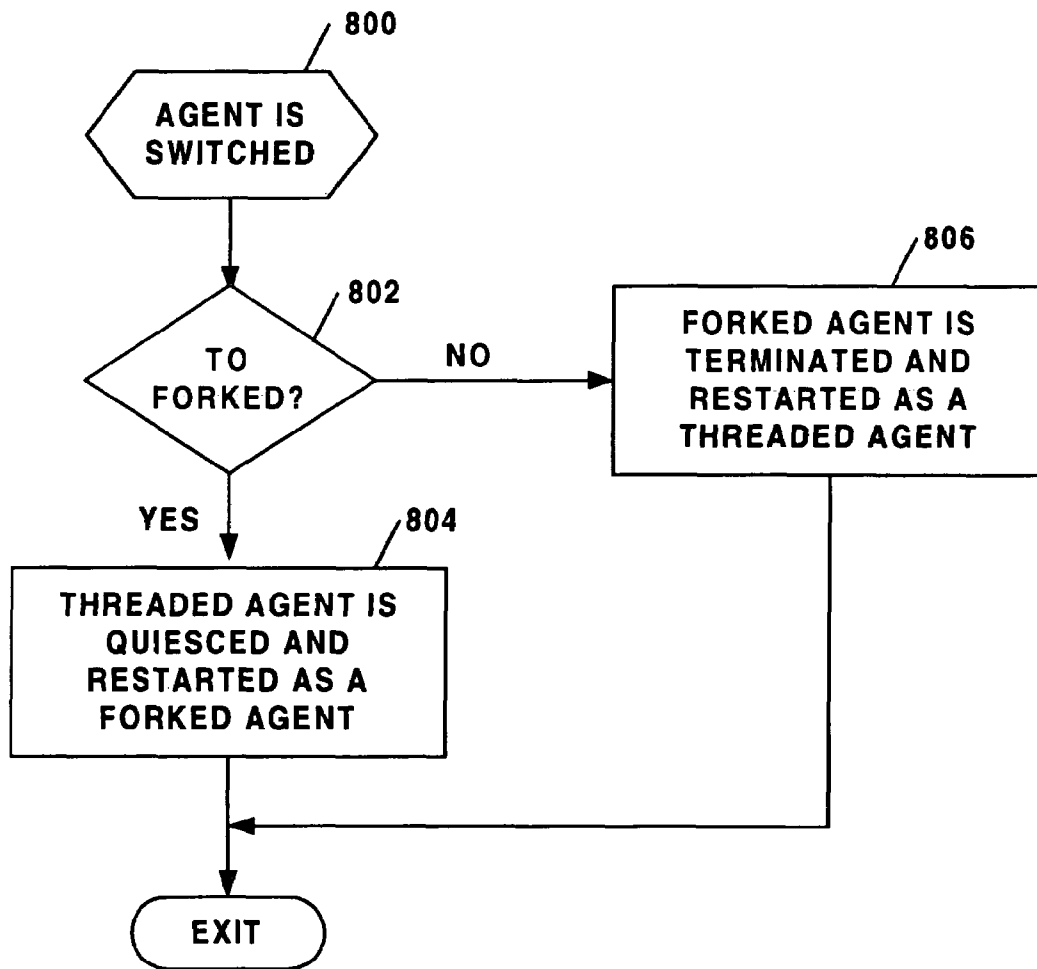 800
AGENT IS
SWITCHED
802
TO
FORKED?
NO
806
FORKED AGENT IS
TERMINATED AND
RESTARTED AS A
THREADED AGENT
YES
804
THREADED AGENT IS
QUIESCED AND
RESTARTED AS A
FORKED AGENT
EXIT